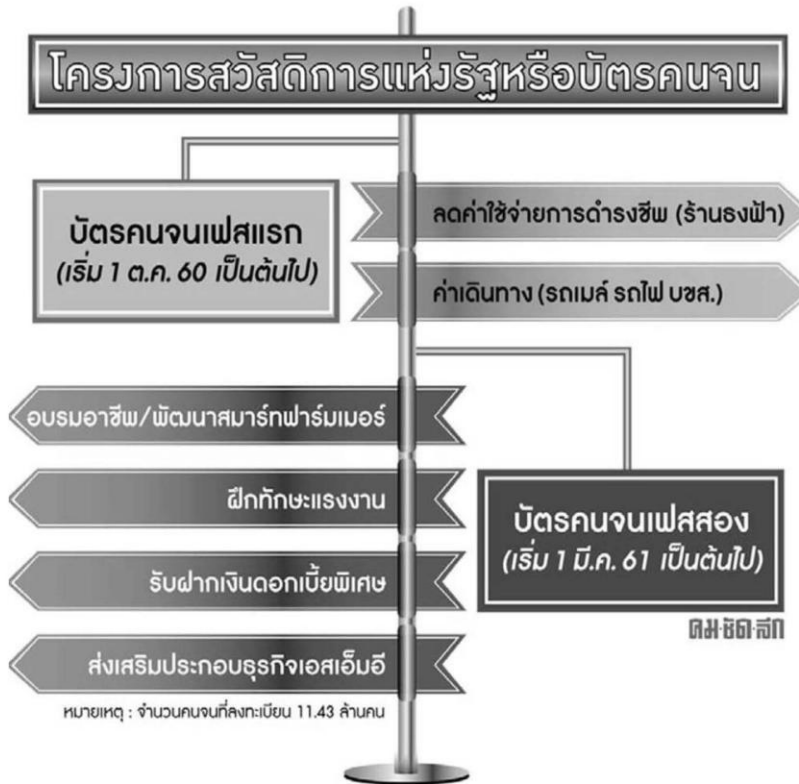 โครงการสวัสดิการแห่งรัฐหรือบัตรคนจน
บัตรคนจนเฟสแรก
(เริ่ม 1 ต.ค. 60 เป็นต้นไป)
ลดค่าใช้จ่ายการดำรงชีพ (ร้านธงฟ้า)
ค่าเดินทาง (รถเมล์ รถไฟ บขส.)
อบรมอาชีพ/พัฒนาสมาร์ทฟาร์มเมอร์
ฝึกทักษะแรงงาน
รับฝากเงินดอกเบี้ยพิเศษ
ส่งเสริมประกอบธุรกิจเอสเอ็มอี
บัตรคนจนเฟสสอง
(เริ่ม 1 มี.ค. 61 เป็นต้นไป)
คม·ชัด·ลึก
หมายเหตุ : จำนวนคนจนที่ลงทะเบียน 11.43 ล้านคน